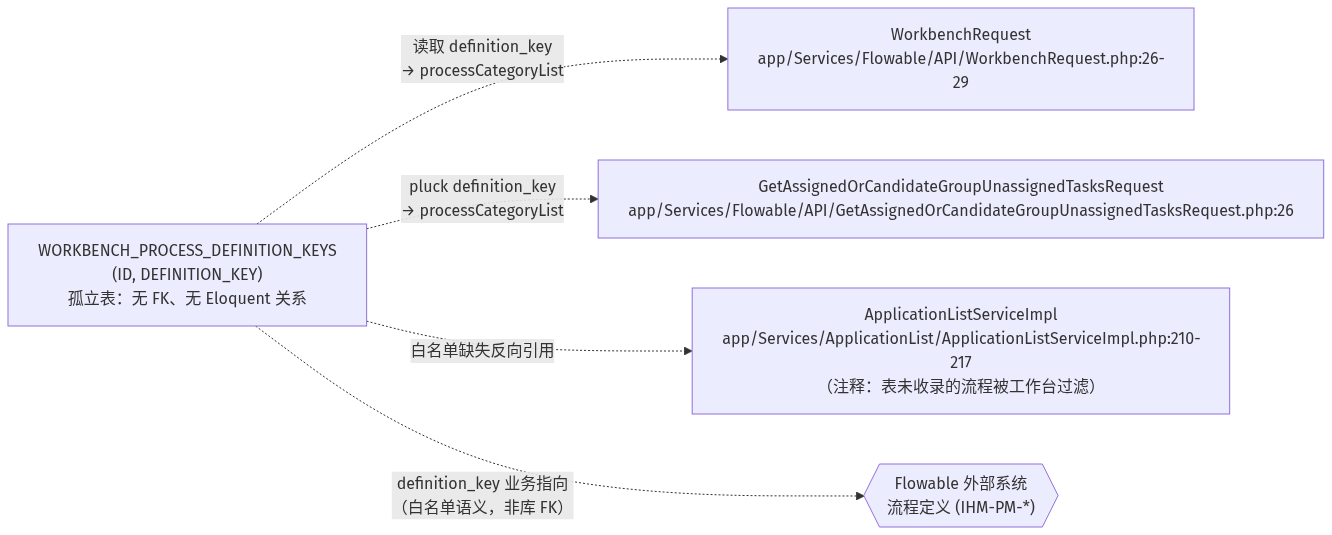 WORKBENCH_PROCESS_DEFINITION_KEYS
(ID, DEFINITION_KEY)
孤立表：无 FK、无 Eloquent 关系
读取 definition_key
→ processCategoryList
WorkbenchRequest
app/Services/Flowable/API/WorkbenchRequest.php:26-
29
pluck definition_key
→ processCategoryList
GetAssignedOrCandidateGroupUnassignedTasksRequest
app/Services/Flowable/API/GetAssignedOrCandidateGroupUnassignedTasksRequest.php:26
白名单缺失反向引用
ApplicationListServiceImpl
app/Services/ApplicationList/ApplicationListServiceImpl.php:210-
217
（注释：表未收录的流程被工作台过滤）
definition_key 业务指向
（白名单语义，非库 FK）
Flowable 外部系统
流程定义 (IHM-PM-*)